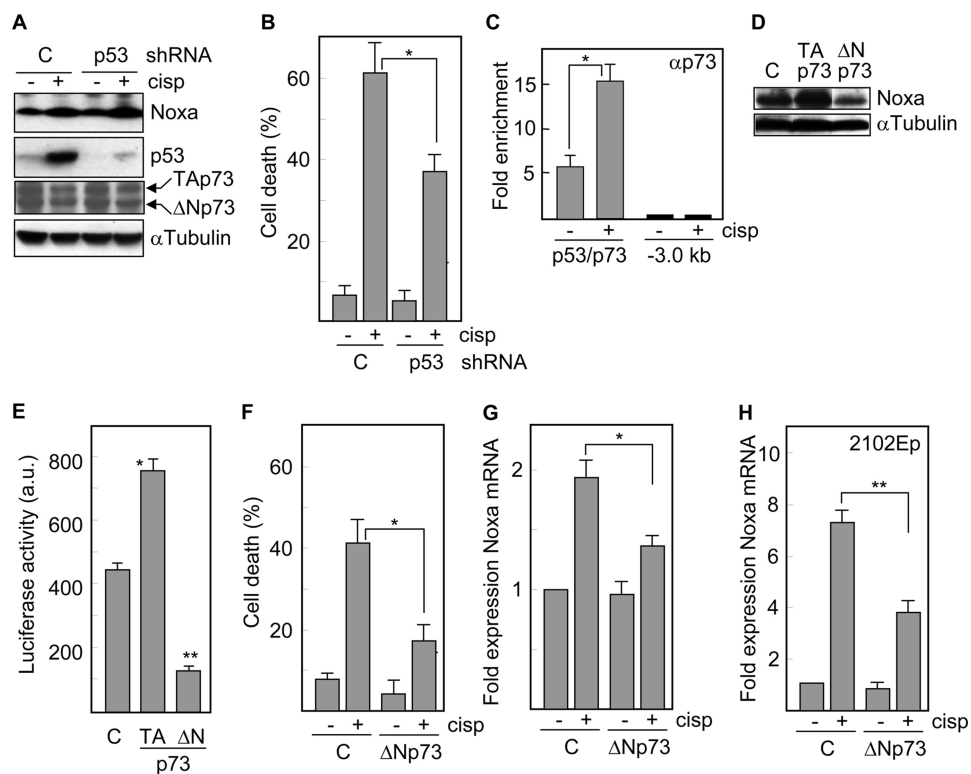 A
C p53 shRNA
- + - + cisp
Noxa
p53
TAp73
ΔNp73
αTubulin
B
Cell death (%)
60
40
20
*
- + - + cisp
C p53 shRNA
C
Fold enrichment
15
10
5
*
αp73
- + - + cisp
p53/p73 -3.0 kb
D
C TA p73 ΔN p73
Noxa
αTubulin
E
Luciferase activity (a.u.)
800
600
400
200
*
**
C TA ΔN
p73
F
Cell death (%)
60
40
20
*
- + - + cisp
C ΔNp73
G
Fold expression Noxa mRNA
2
1
*
- + - + cisp
C ΔNp73
H
Fold expression Noxa mRNA
10
8
6
4
2
2102Ep
**
- + - + cisp
C ΔNp73